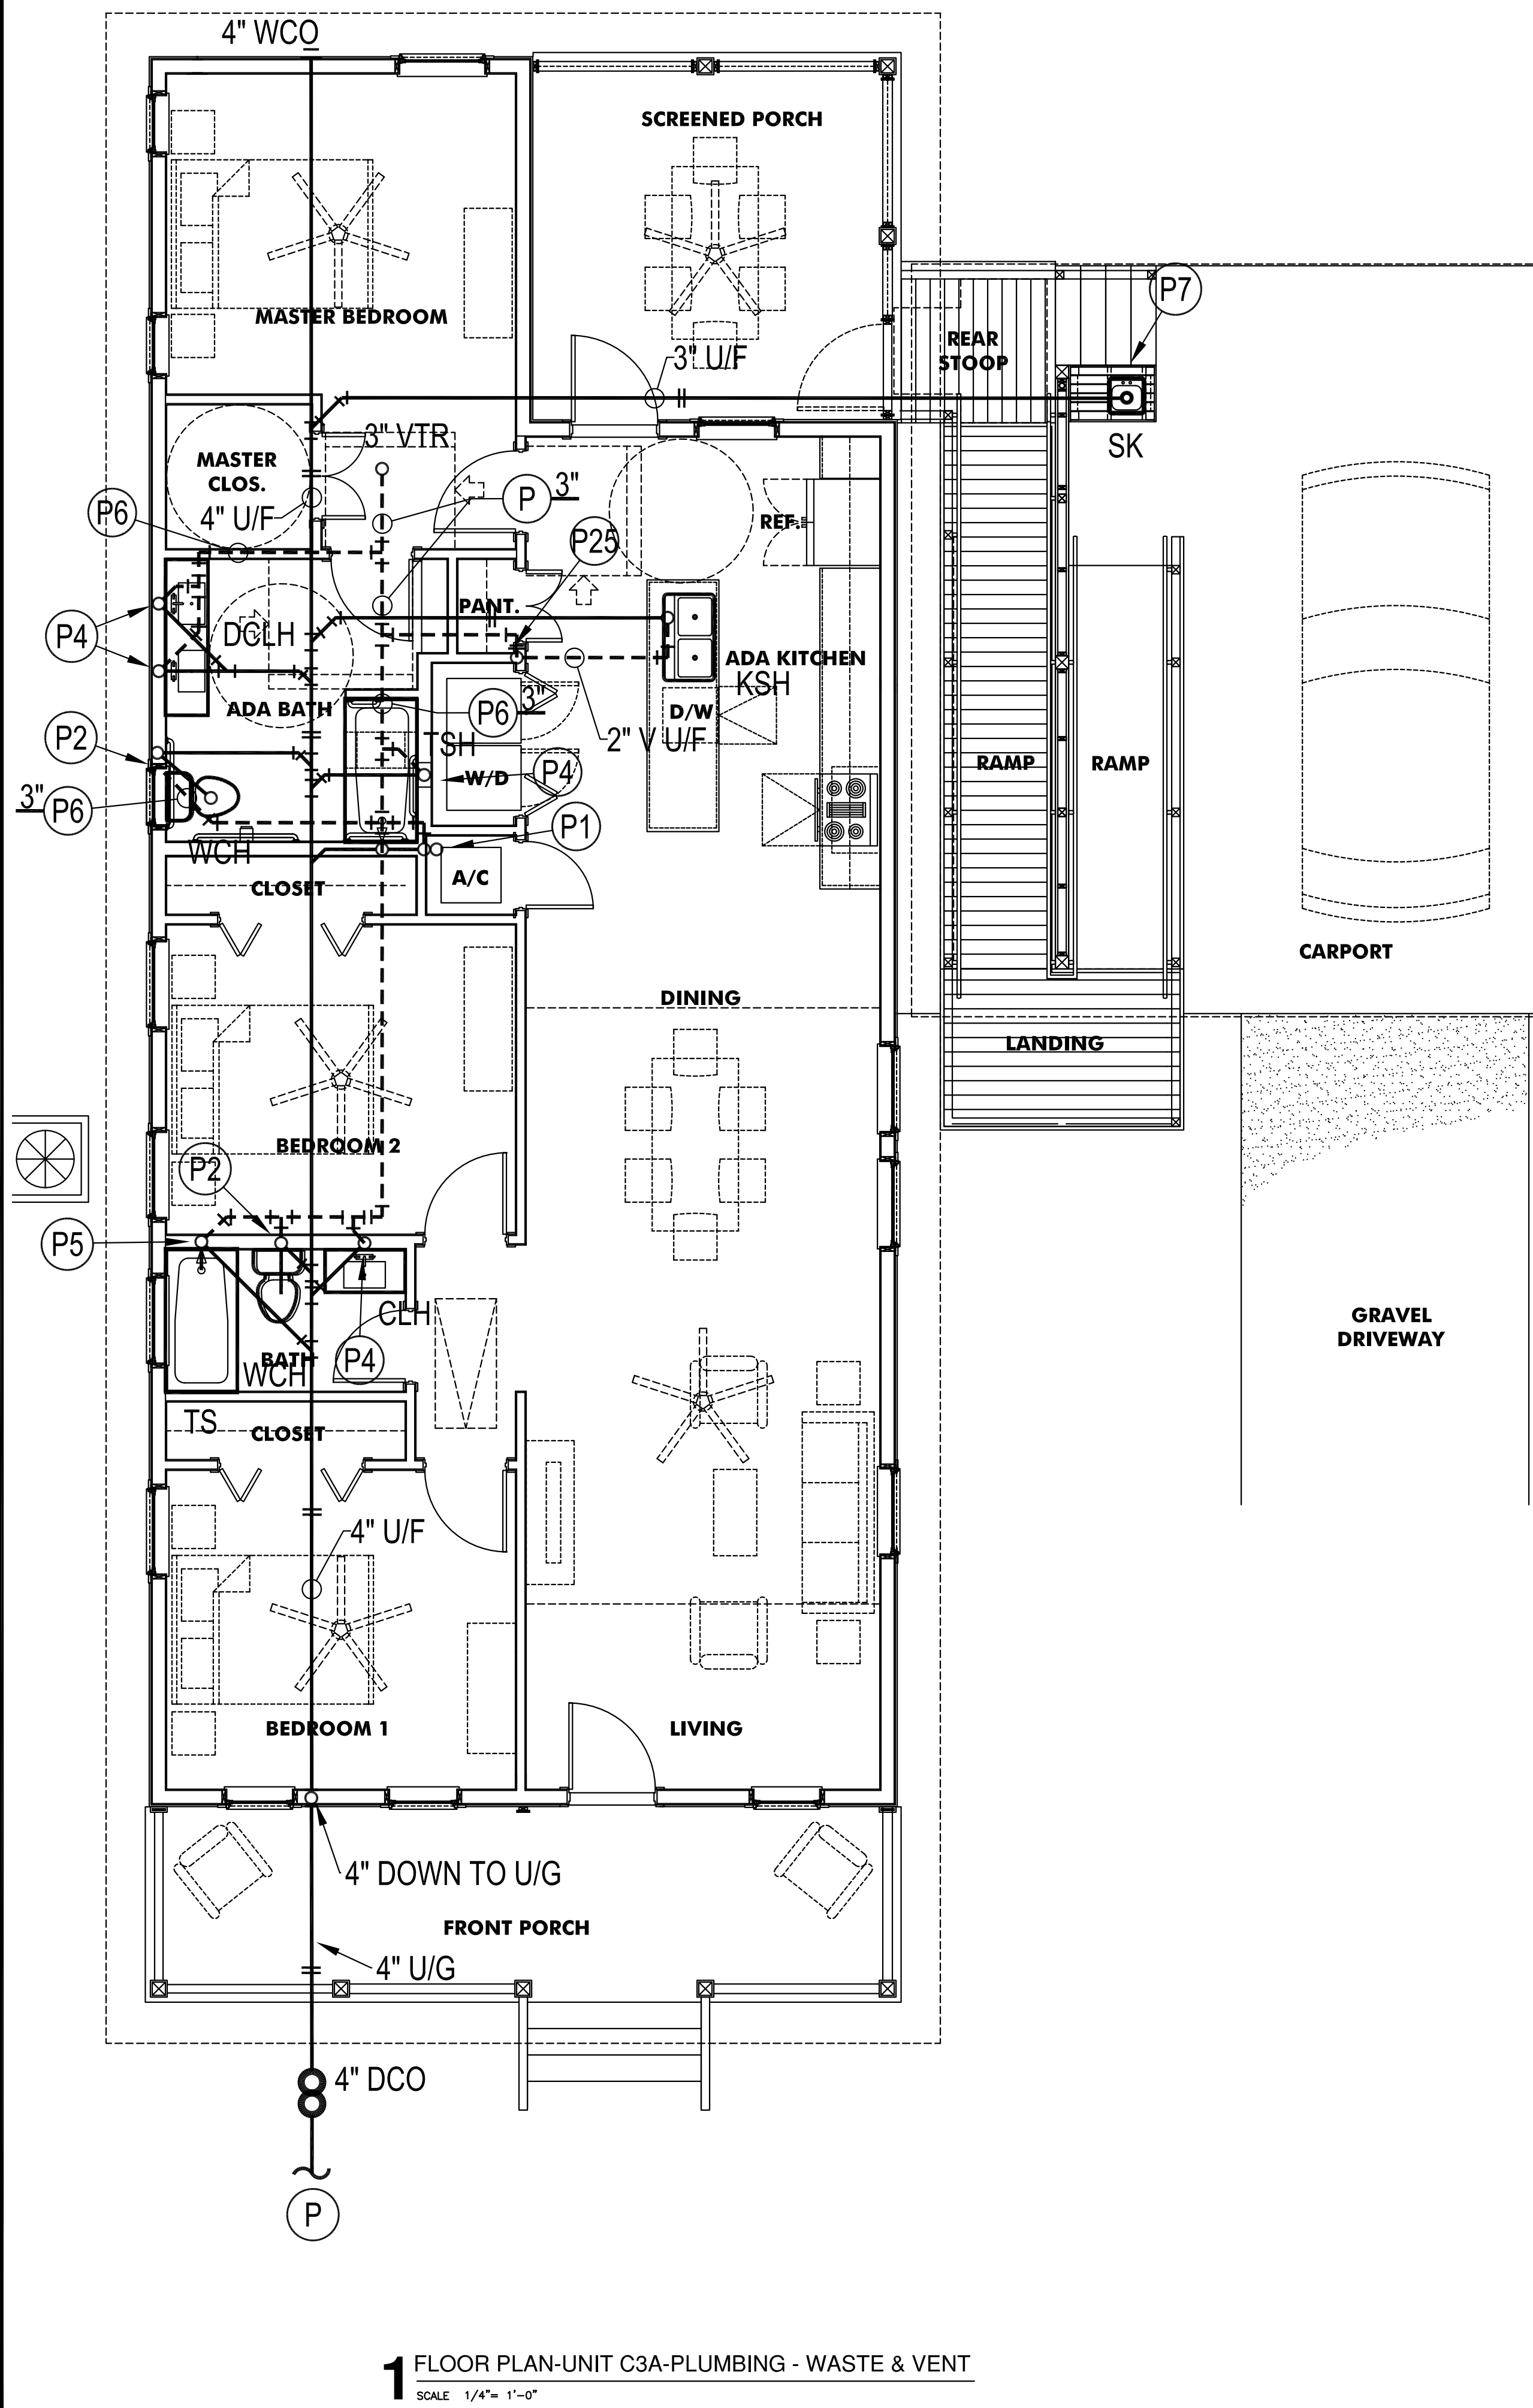 4" WCO
SCREENED PORCH
MASTER BEDROOM
P7
REAR
STOOP
3" U/F
3" VTR
SK
MASTER
CLOS.
P 3"
P6
4" U/F
REF.
P25
PANT.
P4
DCLH
ADA KITCHEN
KSH
ADA BATH
P6 3"
D/W
P2
TSH
2" V U/F
W/D
P4
RAMP
RAMP
3" P6
P1
WCH
CLOSET
A/C
CARPORT
DINING
LANDING
BEDROOM 2
P2
P5
CLH
GRAVEL
DRIVEWAY
BATH
P4
WCH
TS
CLOSET
4" U/F
BEDROOM 1
LIVING
4" DOWN TO U/G
FRONT PORCH
4" U/G
4" DCO
P
1 FLOOR PLAN-UNIT C3A-PLUMBING - WASTE & VENT
SCALE 1/4"= 1'-0"